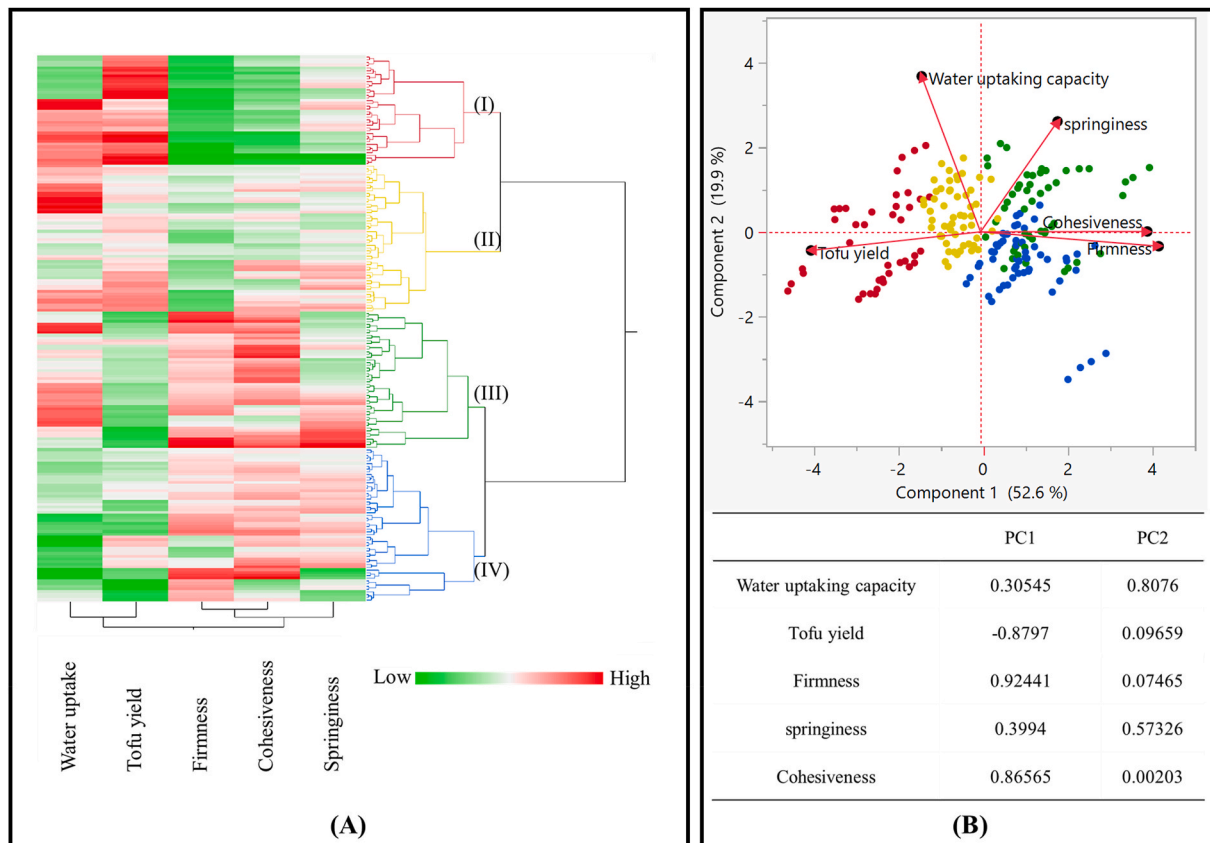 (I)
(II)
(III)
(IV)
Water uptake
Tofu yield
Firmness
Cohesiveness
Springiness
Low High
(A)
Component 2 (19.9 %)
4
2
0
-2
-4
Water uptaking capacity
springiness
Cohesiveness
Firmness
Tofu yield
-4 -2 0 2 4
Component 1 (52.6 %)
PC1 PC2
Water uptaking capacity 0.30545 0.8076
Tofu yield -0.8797 0.09659
Firmness 0.92441 0.07465
springiness 0.3994 0.57326
Cohesiveness 0.86565 0.00203
(B)